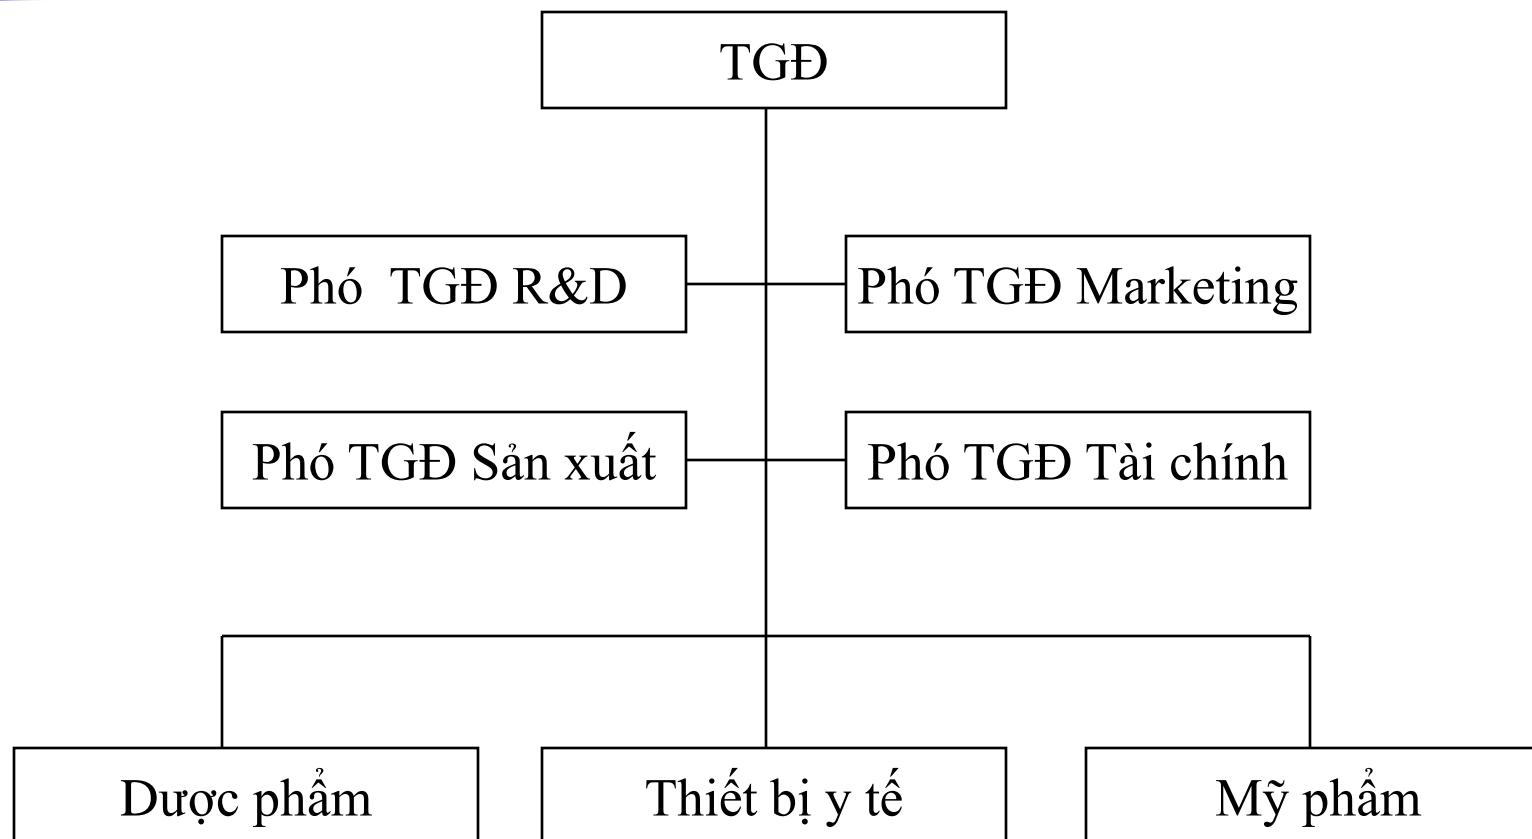 TGĐ
Phó TGĐ R&D
Phó TGĐ Marketing
Phó TGĐ Sản xuất
Phó TGĐ Tài chính
Dược phẩm
Thiết bị y tế
Mỹ phẩm